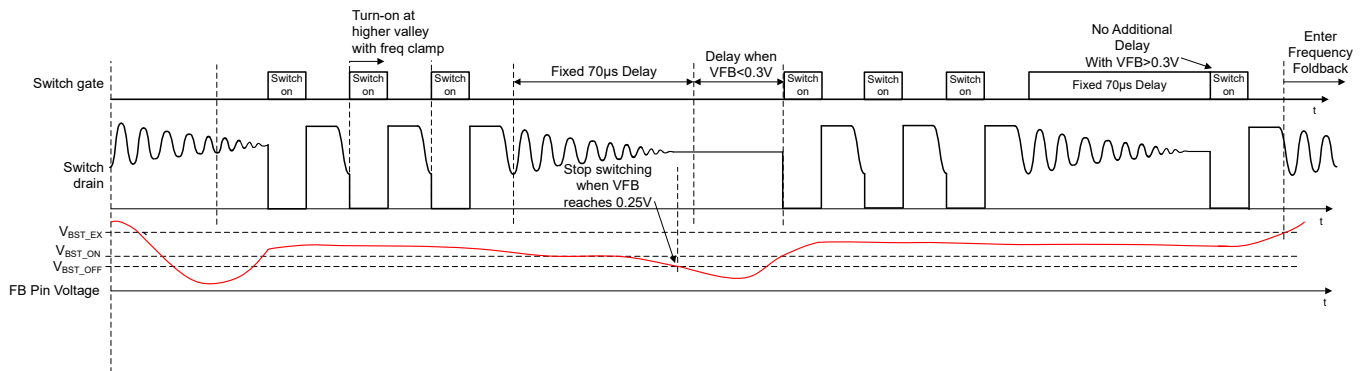 Turn-on at
higher valley
with freq clamp
No Additional
Delay
With VFB>0.3V
Enter
Frequency
Foldback
Delay when
VFB<0.3V
Switch gate
Switch
on
Switch
on
Switch
on
Fixed 70µs Delay
Switch
on
Switch
on
Switch
on
Fixed 70µs Delay
Switch
on
t
Switch
drain
Stop switching
when VFB
reaches 0.25V
t
VBST_EX
VBST_ON
VBST_OFF
FB Pin Voltage
t